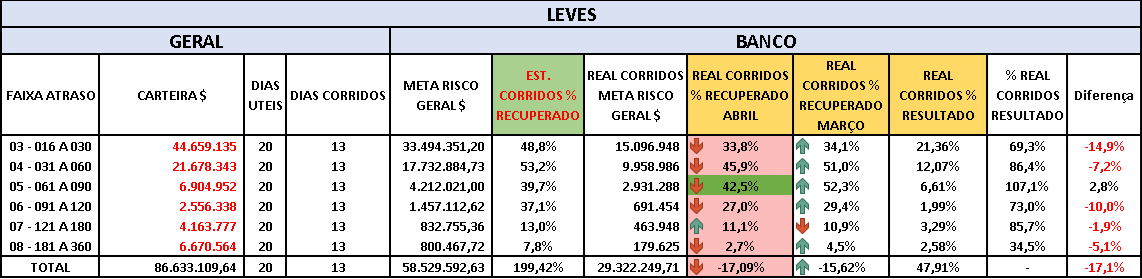 LEVES
GERAL BANCO
FAIXA ATRASO CARTEIRA $ DIAS UTEIS DIAS CORRIDOS META RISCO GERAL $ EST. CORRIDOS % RECUPERADO REAL CORRIDOS META RISCO GERAL $ REAL CORRIDOS % RECUPERADO ABRIL REAL CORRIDOS % RECUPERADO MARÇO REAL CORRIDOS % RESULTADO % REAL CORRIDOS RESULTADO Diferença
03 - 016 A 030 44.659.135 20 13 33.494.351,20 48,8% 15.096.948 33,8% 34,1% 21,36% 69,3% -14,9%
04 - 031 A 060 21.678.343 20 13 17.732.884,73 53,2% 9.958.986 45,9% 51,0% 12,07% 86,4% -7,2%
05 - 061 A 090 6.904.952 20 13 4.212.021,00 39,7% 2.931.288 42,5% 52,3% 6,61% 107,1% 2,8%
06 - 091 A 120 2.556.338 20 13 1.457.112,62 37,1% 691.454 27,0% 29,4% 1,99% 73,0% -10,0%
07 - 121 A 180 4.163.777 20 13 832.755,36 13,0% 463.948 11,1% 10,9% 3,29% 85,7% -1,9%
08 - 181 A 360 6.670.564 20 13 800.467,72 7,8% 179.625 2,7% 4,5% 2,58% 34,5% -5,1%
TOTAL 86.633.109,64 20 13 58.529.592,63 199,42% 29.322.249,71 -17,09% -15,62% 47,91% - -17,1%